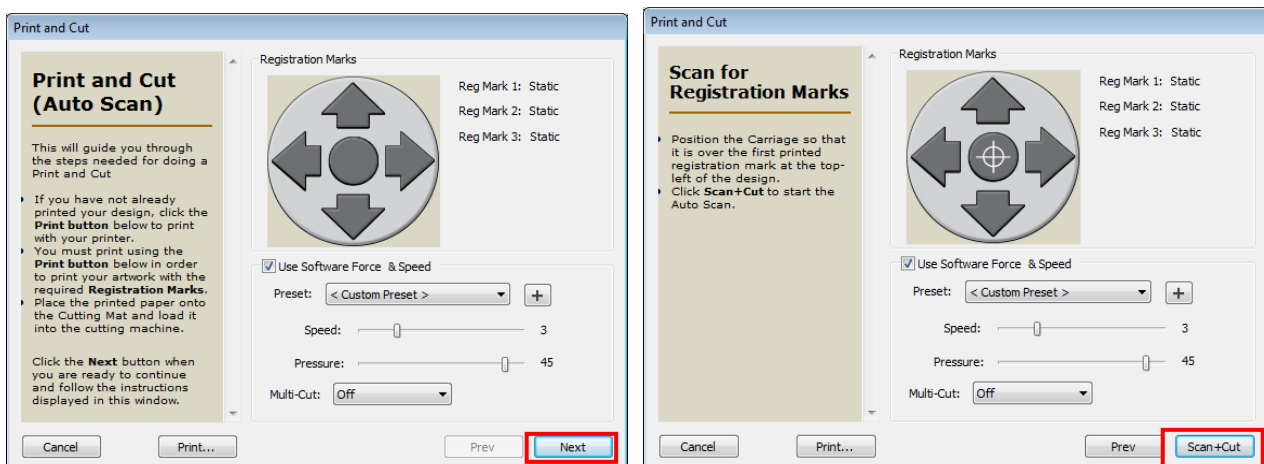 Print and Cut
Print and Cut
(Auto Scan)
This will guide you through
the steps needed for doing a
Print and Cut
If you have not already
printed your design, click the
Print button below to print
with your printer.
You must print using the
Print button below in order
to print your artwork with the
required Registration Marks.
Place the printed paper onto
the Cutting Mat and load it
into the cutting machine.
Click the Next button when
you are ready to continue
and follow the instructions
displayed in this window.
Registration Marks
Reg Mark 1: Static
Reg Mark 2: Static
Reg Mark 3: Static
Use Software Force & Speed
Preset: < Custom Preset > +
Speed: 3
Pressure: 45
Multi-Cut: Off
Cancel Print... Prev Next
Print and Cut
Scan for
Registration Marks
Position the Carriage so that
it is over the first printed
registration mark at the top-
left of the design.
Click Scan+Cut to start the
Auto Scan.
Registration Marks
Reg Mark 1: Static
Reg Mark 2: Static
Reg Mark 3: Static
Use Software Force & Speed
Preset: < Custom Preset > +
Speed: 3
Pressure: 45
Multi-Cut: Off
Cancel Print... Prev Scan+Cut